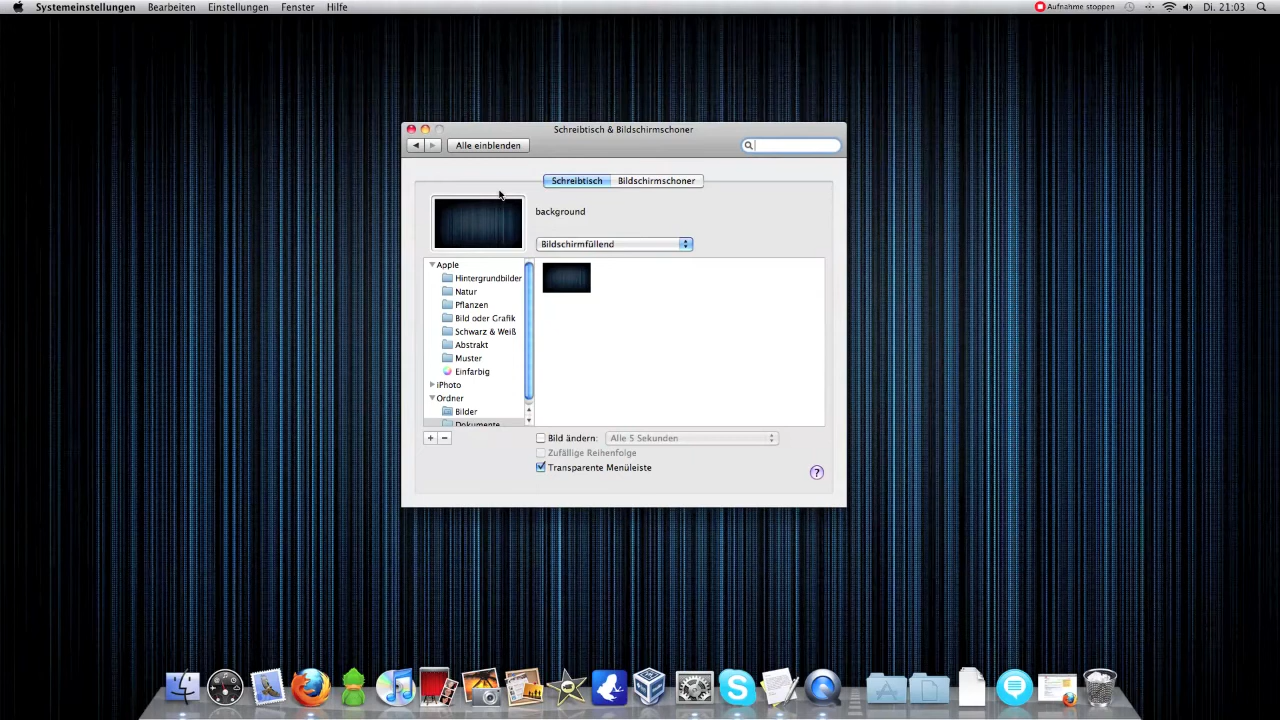 Systemeinstellungen Bearbeiten Einstellungen Fenster Hilfe Aufnahme stoppen Di. 21:03
Schreibtisch & Bildschirmschoner
Alle einblenden
Schreibtisch Bildschirmschoner
background
Bildschirmfüllend
Apple
Hintergrundbilder
Natur
Pflanzen
Bild oder Grafik
Schwarz & Weiß
Abstrakt
Muster
Einfarbig
iPhoto
Ordner
Bilder
Dokumente
Bild ändern: Alle 5 Sekunden
Zufällige Reihenfolge
Transparente Menüleiste
?